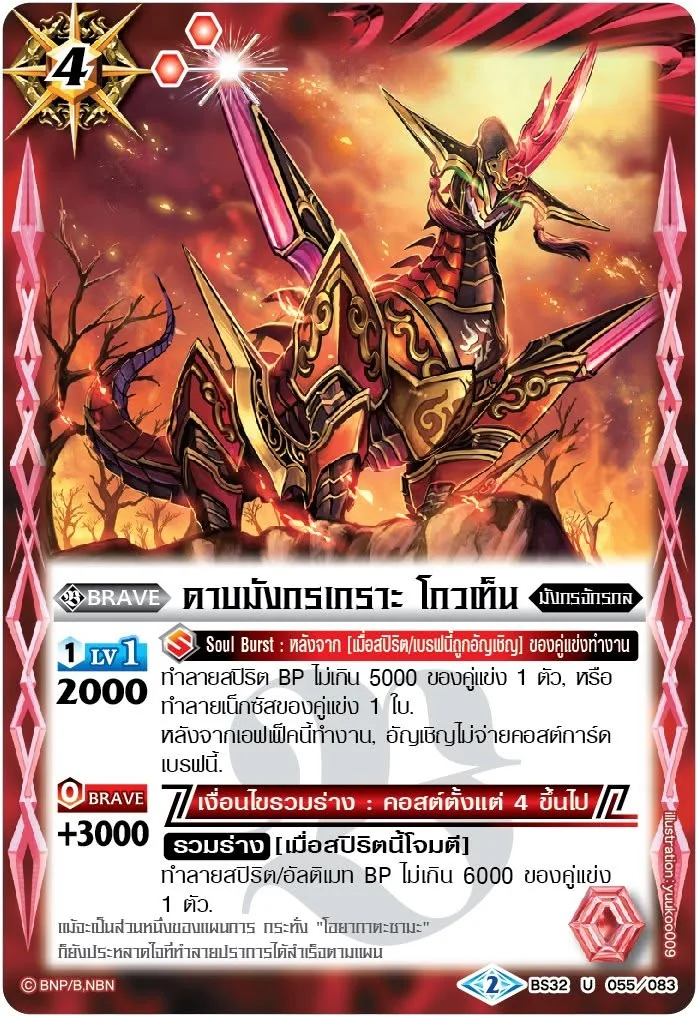 4
BRAVE ดาบมังกรเกราะ โกวเท็น มังกรจักรกล
1 LV1
2000
S Soul Burst : หลังจาก [เมื่อสปิริต/เบรฟนี้ถูกอัญเชิญ] ของคู่แข่งทำงาน
ทำลายสปิริต BP ไม่เกิน 5000 ของคู่แข่ง 1 ตัว, หรือ
ทำลายเน็กซัสของคู่แข่ง 1 ใบ.
หลังจากเอฟเฟ็คนี้ทำงาน, อัญเชิญไม่จ่ายคอสต์การ์ด
เบรฟนี้.
0 BRAVE
+3000
เงื่อนไขรวมร่าง : คอสต์ตั้งแต่ 4 ขึ้นไป
รวมร่าง [เมื่อสปิริตนี้โจมตี]
ทำลายสปิริต/อัลติเมท BP ไม่เกิน 6000 ของคู่แข่ง
1 ตัว.
แม้จะเป็นส่วนหนึ่งของแผนการ กระทั่ง "โอยากาตะซามะ"
ก็ยังประหลาดใจที่ทำลายปราการได้สำเร็จตามแผน
Illustration: yuukoo009
© BNP/B,NBN
2 BS32 U 055/083